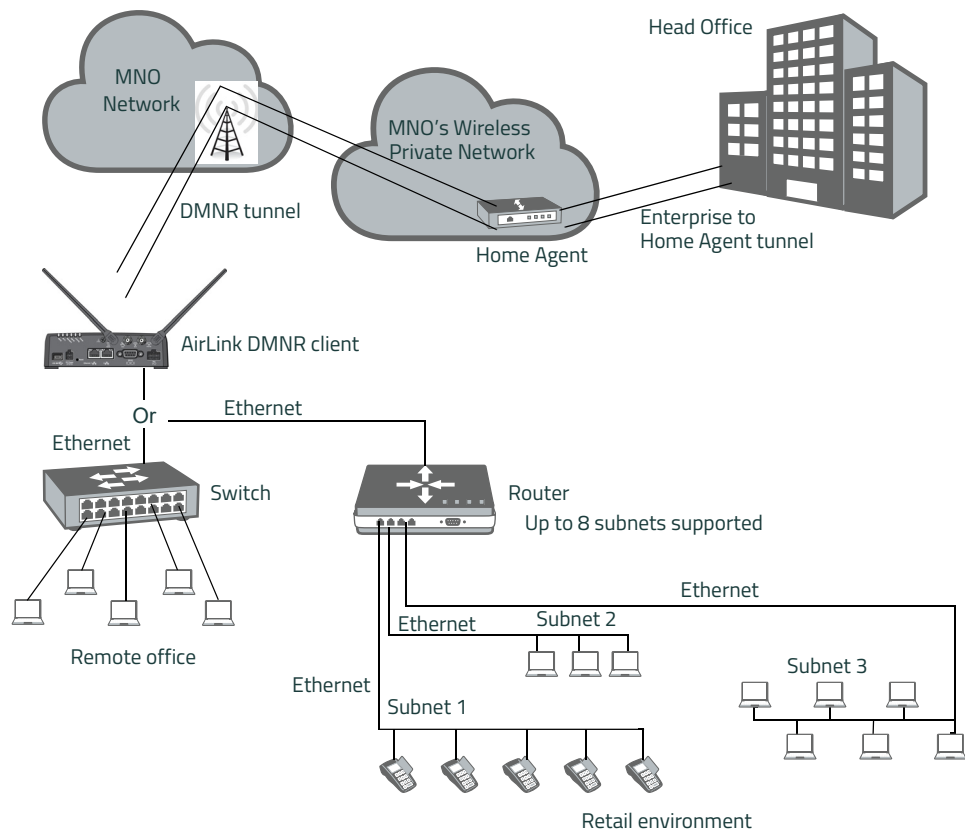 Head Office
MNO
Network
MNO's Wireless
Private Network
DMNR tunnel
Enterprise to
Home Agent tunnel
Home Agent
AirLink DMNR client
Or
Ethernet
Ethernet
Switch
Router
Up to 8 subnets supported
Ethernet
Ethernet
Subnet 2
Remote office
Subnet 3
Ethernet
Subnet 1
Retail environment